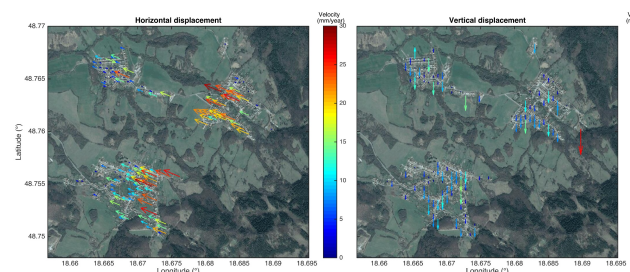 Horizontal displacement
Velocity
(mm/year)
Vertical displacement
48.77
48.765
48.76
48.755
48.75
Latitude (°)
30
25
20
15
10
5
0
18.66 18.665 18.67 18.675 18.68 18.685 18.69 18.695
18.66 18.665 18.67 18.675 18.68 18.685 18.69 18.695
Longitude (°)
Longitude (°)